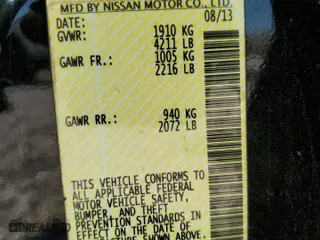 MFD BY NISSAN MOTOR CO., LTD.
DATE: 08/13
GVWR: 1910 KG
4211 LB
GAWR FR.: 1005 KG
2216 LB
GAWR RR.: 940 KG
2072 LB
THIS VEHICLE CONFORMS TO
ALL APPLICABLE FEDERAL
MOTOR VEHICLE SAFETY,
BUMPER, AND THEFT
PREVENTION STANDARDS IN
EFFECT ON THE DATE OF
SHOWN ABOVE.